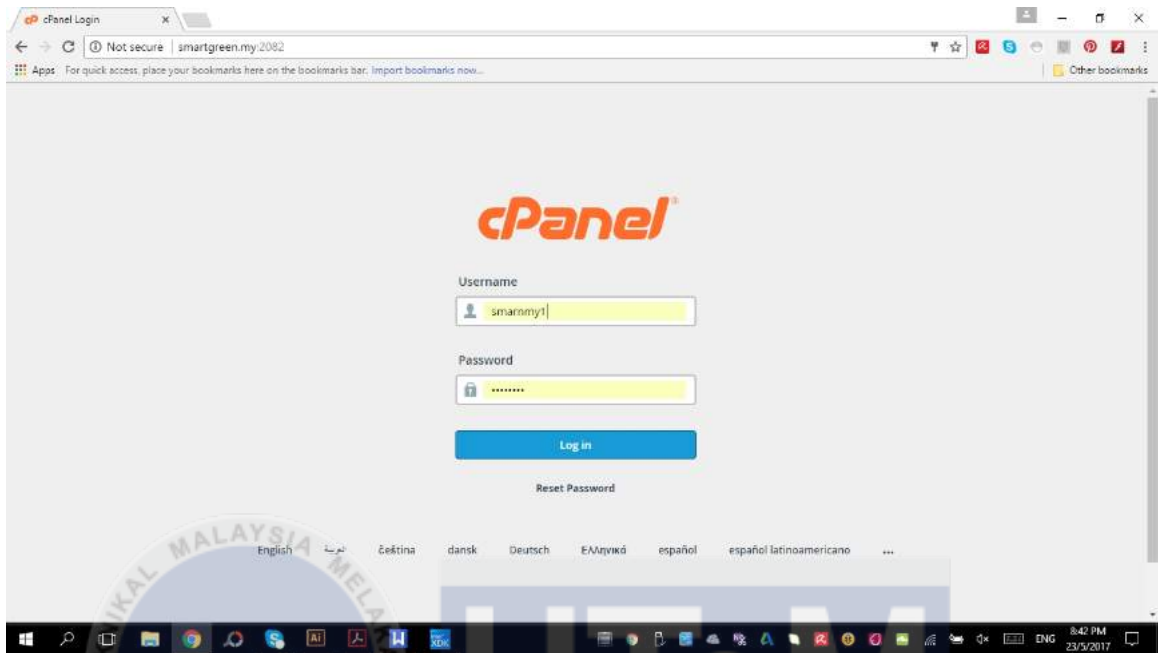 cPanel Login
Not secure | smartgreen.my:2082
Apps For quick access, place your bookmarks here on the bookmarks bar. Import bookmarks now...
Other bookmarks
cPanel®
Username
smarnmy1
Password
••••••••
Log in
Reset Password
English العربية čeština dansk Deutsch Ελληνικά español español latinoamericano ...
MALAYSIA
ENG
8:42 PM
23/5/2017